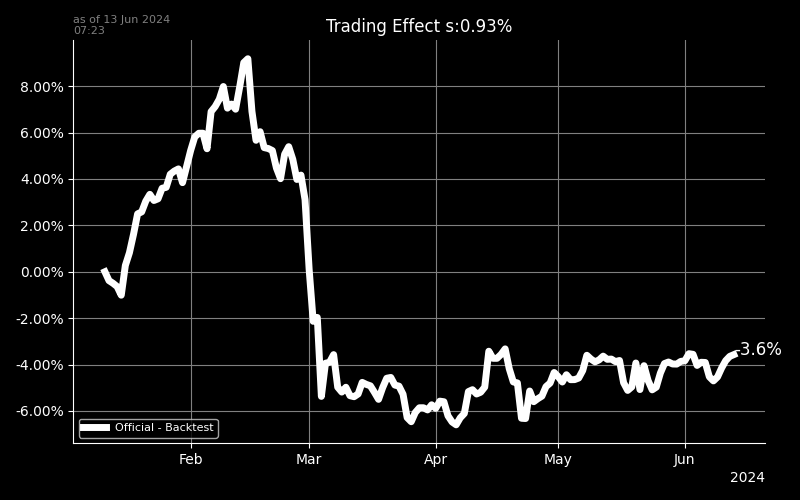 as of 13 Jun 2024
07:23
Trading Effect s:0.93%
8.00%
6.00%
4.00%
2.00%
0.00%
-2.00%
-4.00%
-6.00%
-3.6%
Official - Backtest
Feb Mar Apr May Jun
2024